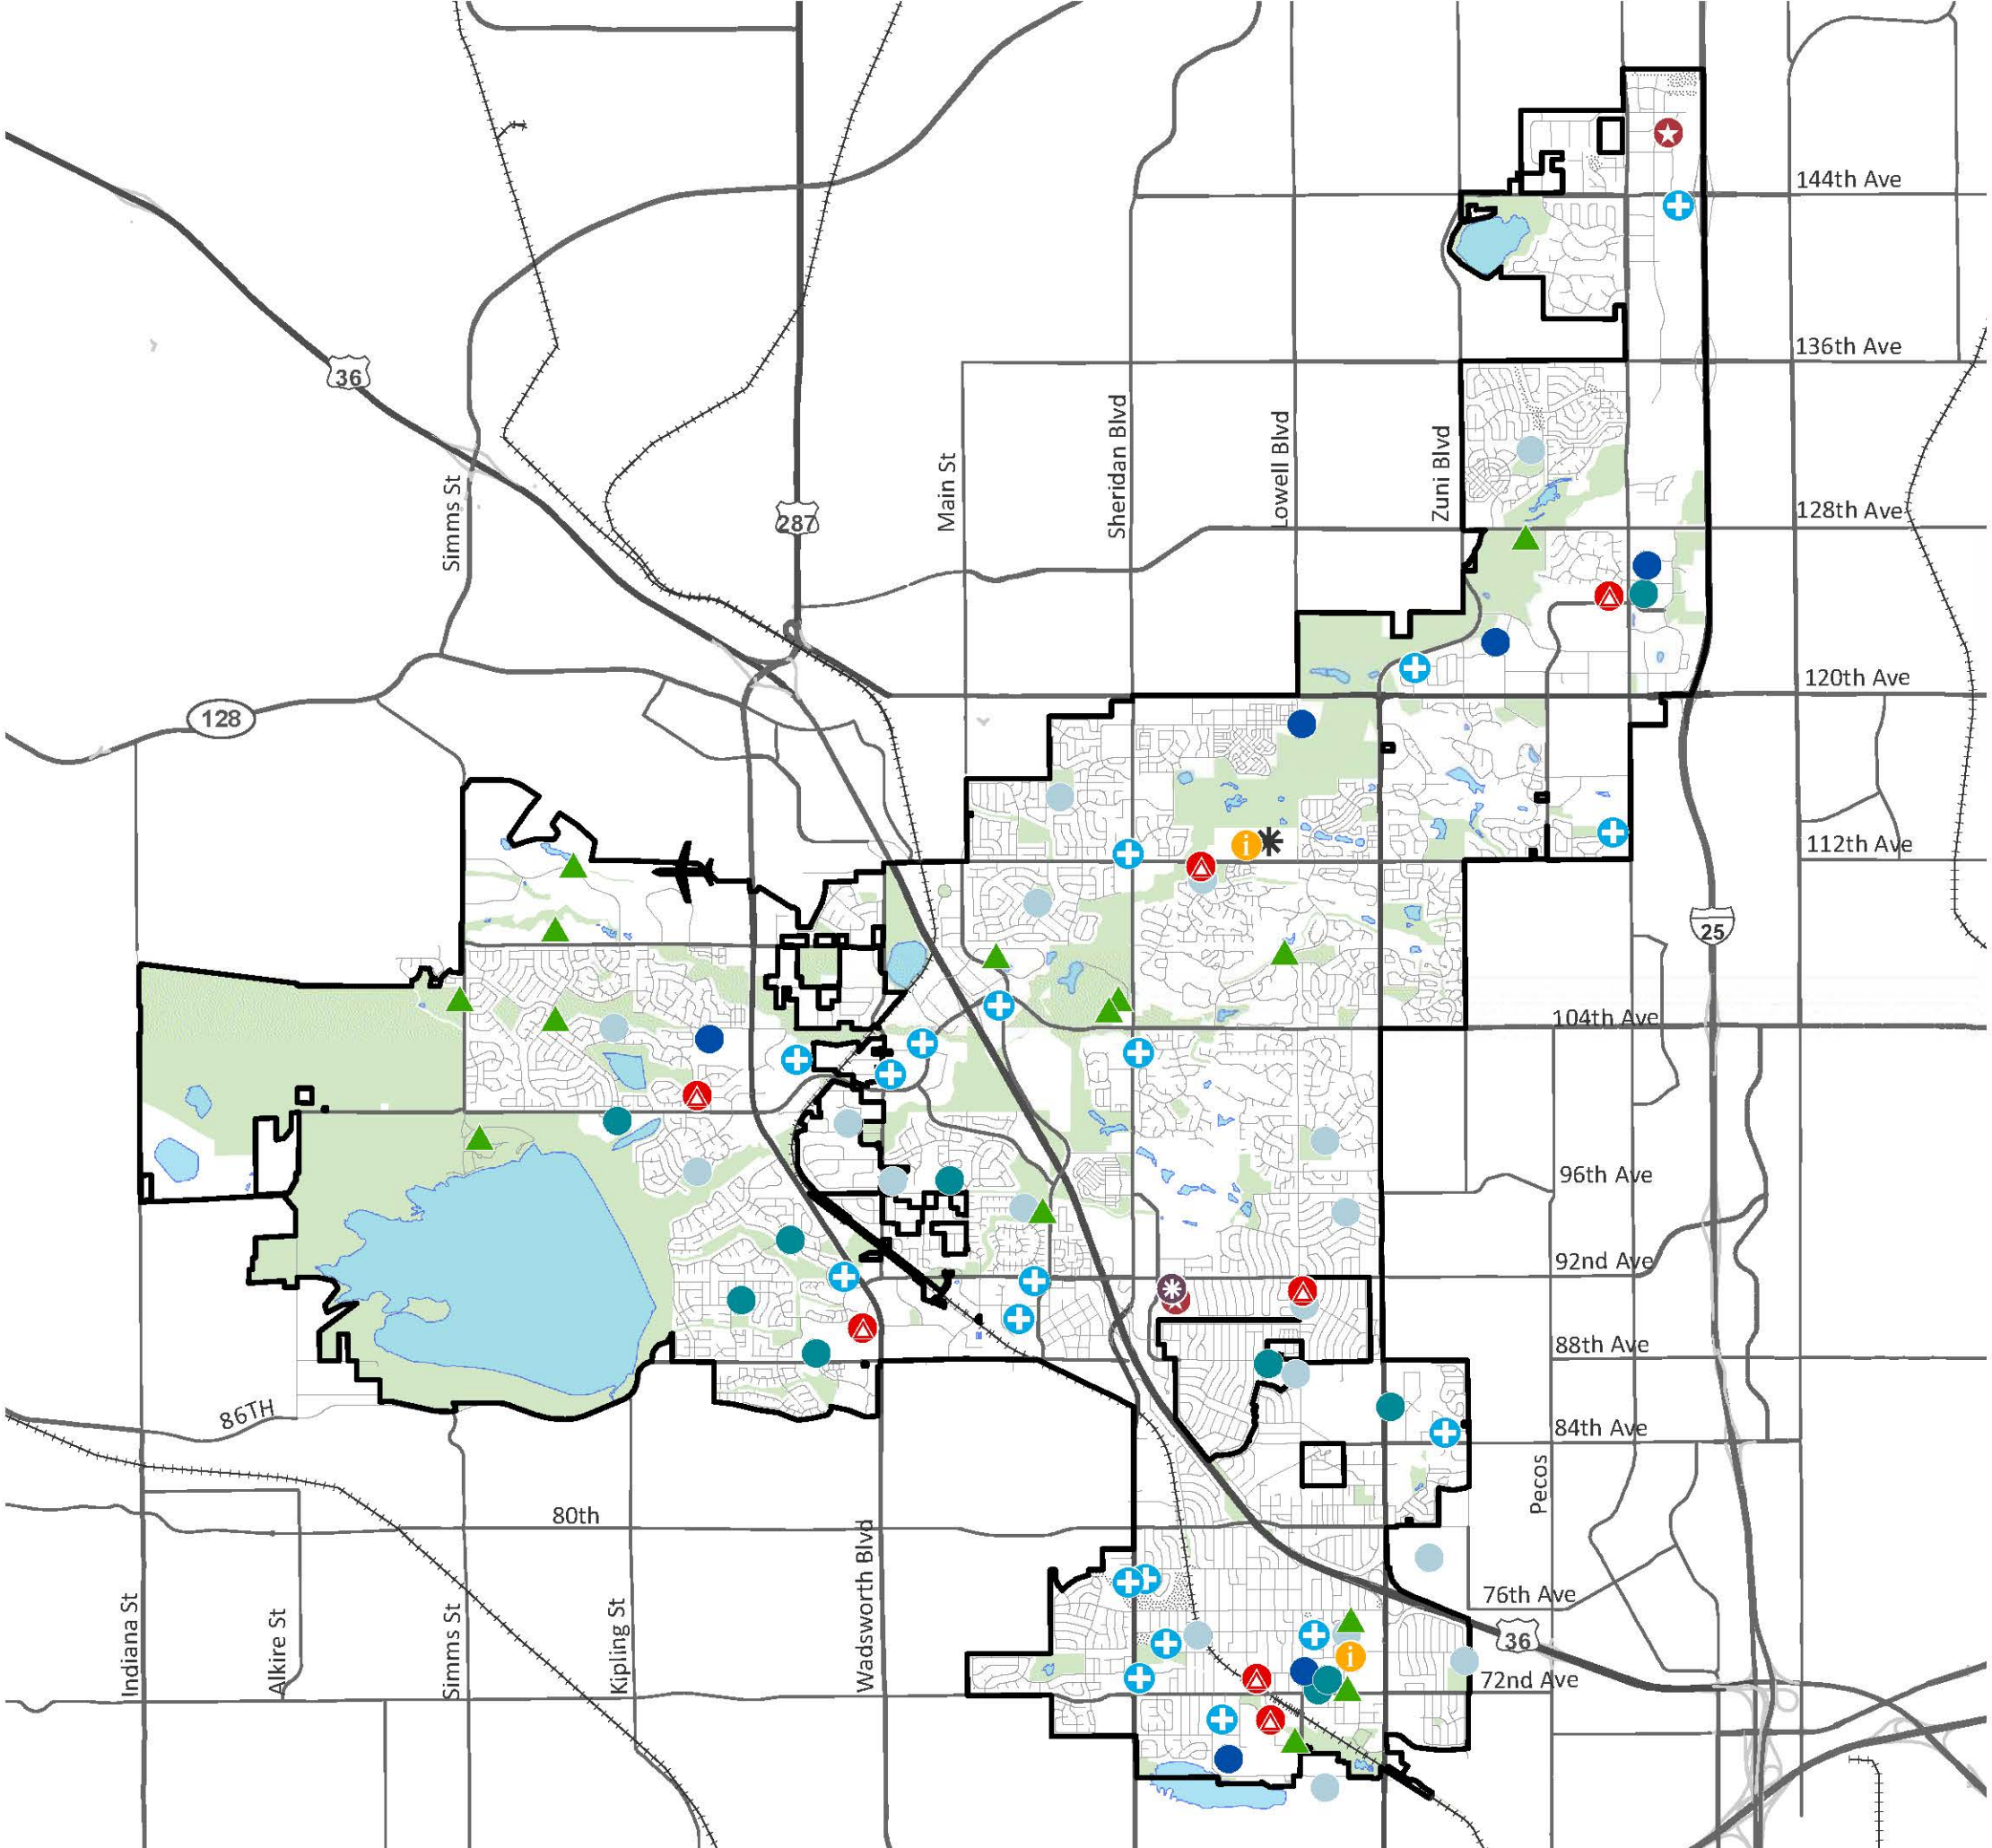 144th Ave
136th Ave
36
Sheridan Blvd
Lowell Blvd
Zuni Blvd
Main St
Simms St
287
128th Ave
120th Ave
128
112th Ave
i
25
104th Ave
96th Ave
92nd Ave
88th Ave
86TH
84th Ave
Pecos
80th
Wadsworth Blvd
Indiana St
Alkire St
Simms St
Kipling St
76th Ave
36
i
72nd Ave